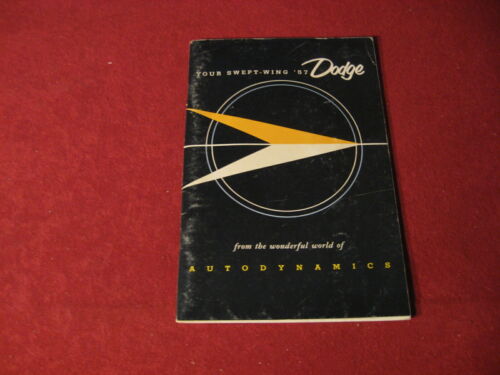 YOUR SWEPT-WING '57 Dodge
from the wonderful world of
AUTODYNAMICS